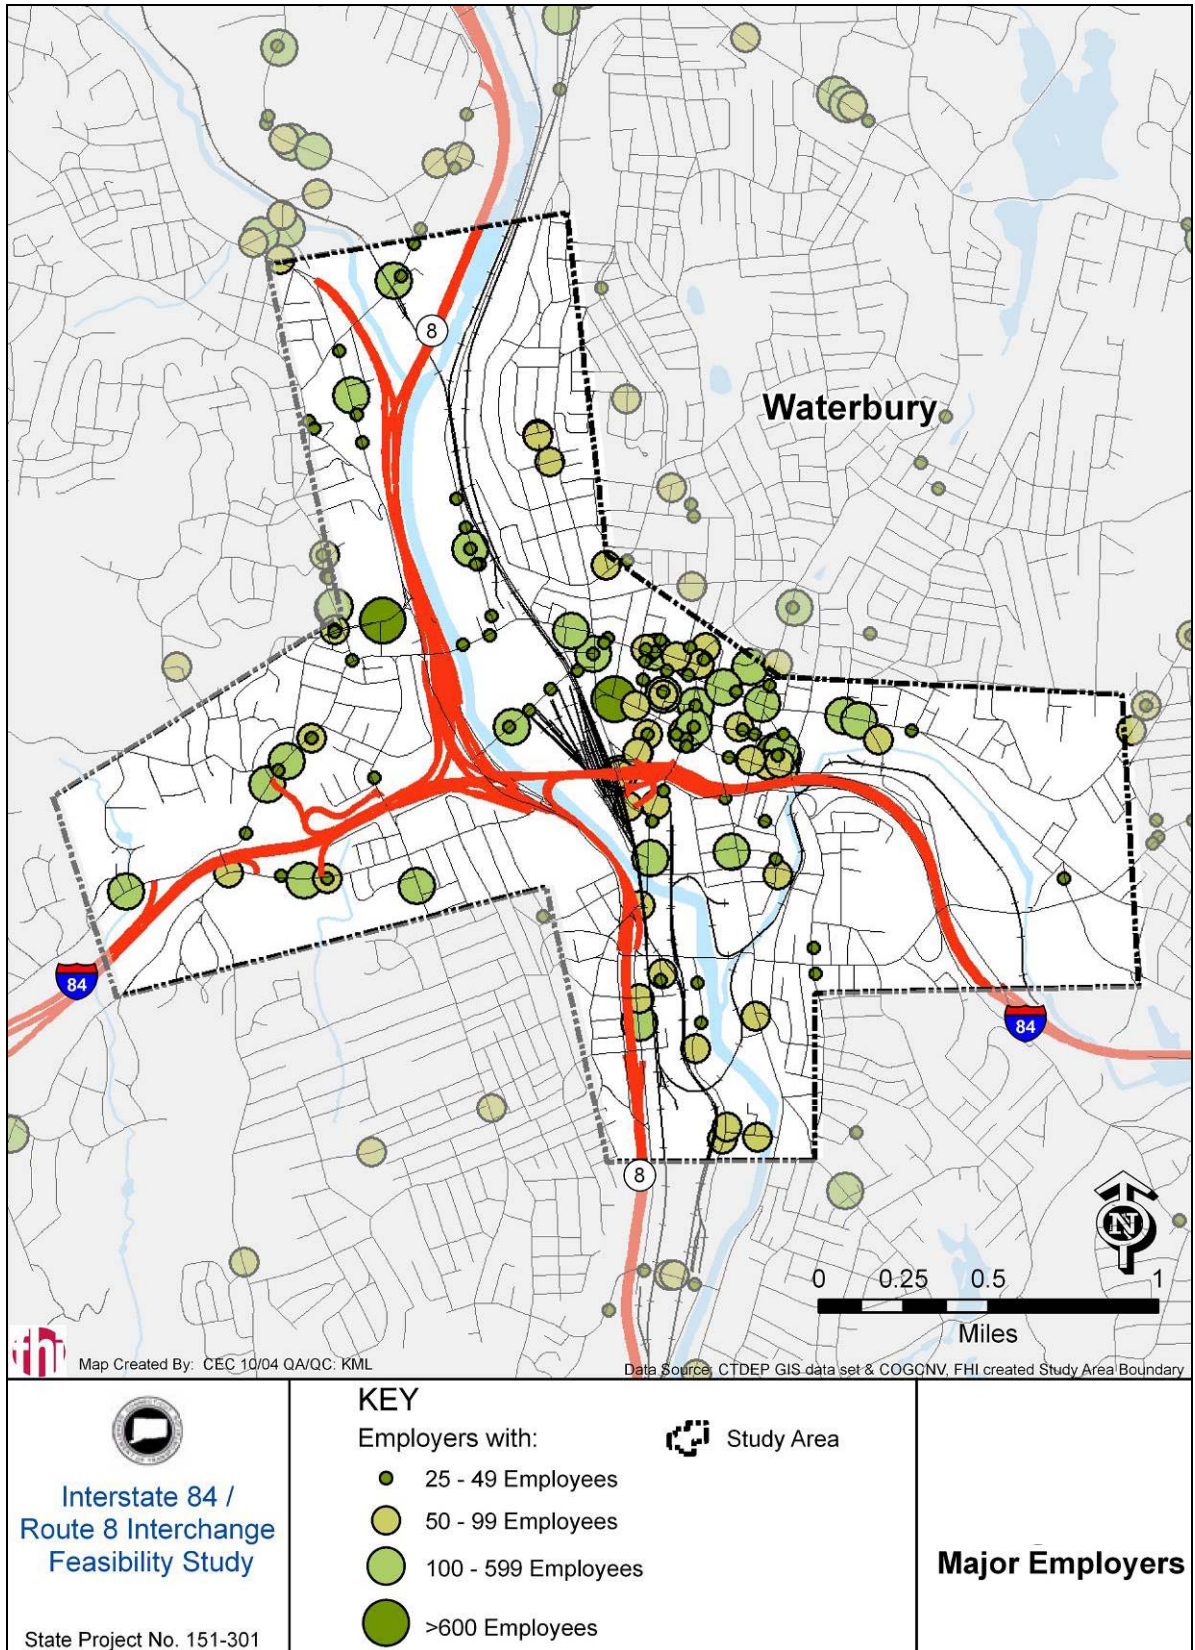 8
Waterbury
84
84
8
N
0 0.25 0.5 1
Miles
fhi
Map Created By: CEC 10/04 QA/QC: KML
Data Source: CTDEP GIS data set & COGCNV, FHI created Study Area Boundary
Interstate 84 /
Route 8 Interchange
Feasibility Study
State Project No. 151-301
KEY
Employers with:
Study Area
25 - 49 Employees
50 - 99 Employees
100 - 599 Employees
>600 Employees
Major Employers